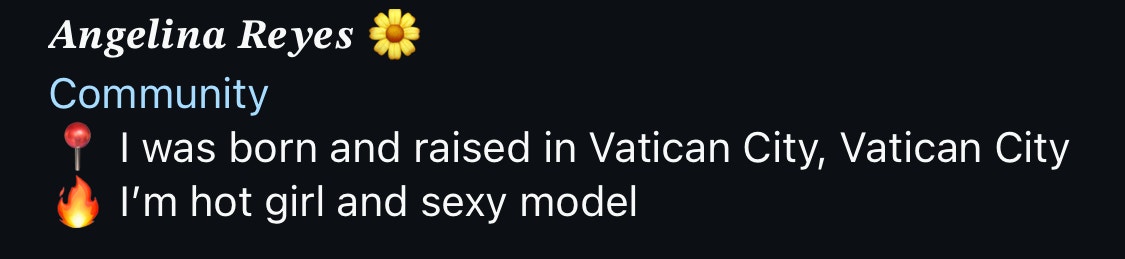 Angelina Reyes 🌼
Community
📍 I was born and raised in Vatican City, Vatican City
🔥 I’m hot girl and sexy model